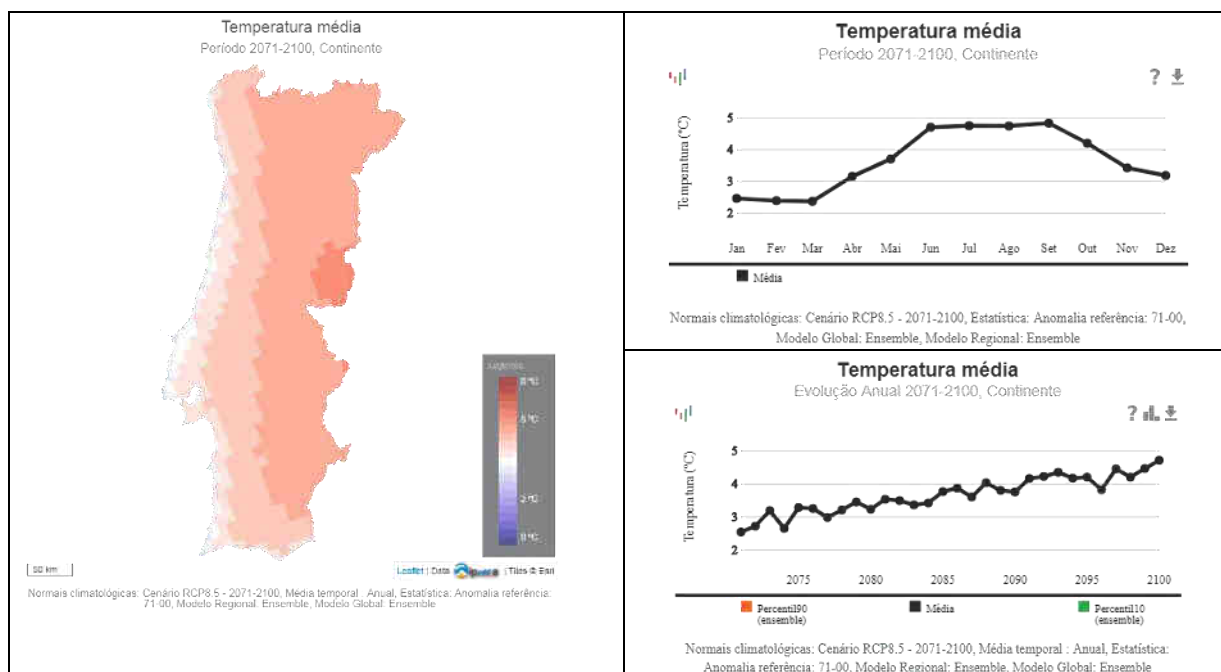 Temperatura média
Período 2071-2100, Continente
8 ºC
2 ºC
0 ºC
50 km
Leaflet | Data ipma | Tiles © Esri
Normais climatológicas: Cenário RCP8.5 - 2071-2100, Média temporal : Anual, Estatística: Anomalia referência:
71-00, Modelo Regional: Ensemble, Modelo Global: Ensemble
Temperatura média
Período 2071-2100, Continente
?
Temperatura (ºC)
5
4
3
2
Jan Fev Mar Abr Mai Jun Jul Ago Set Out Nov Dez
Média
Normais climatológicas: Cenário RCP8.5 - 2071-2100, Estatística: Anomalia referência: 71-00,
Modelo Global: Ensemble, Modelo Regional: Ensemble
Temperatura média
Evolução Anual 2071-2100, Continente
?
Temperatura (ºC)
5
4
3
2
2075 2080 2085 2090 2095 2100
Percentil90 Média Percentil10
(ensemble) (ensemble)
Normais climatológicas: Cenário RCP8.5 - 2071-2100, Média temporal : Anual, Estatística:
Anomalia referência: 71-00, Modelo Regional: Ensemble, Modelo Global: Ensemble